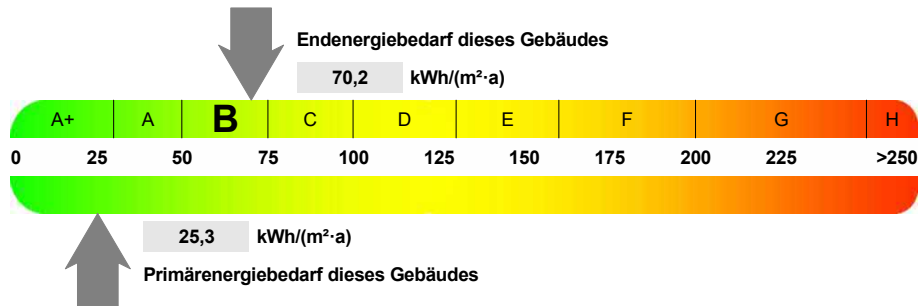 Endenergiebedarf dieses Gebäudes
70,2 kWh/(m²·a)
A+ A B C D E F G H
0 25 50 75 100 125 150 175 200 225 >250
25,3 kWh/(m²·a)
Primärenergiebedarf dieses Gebäudes